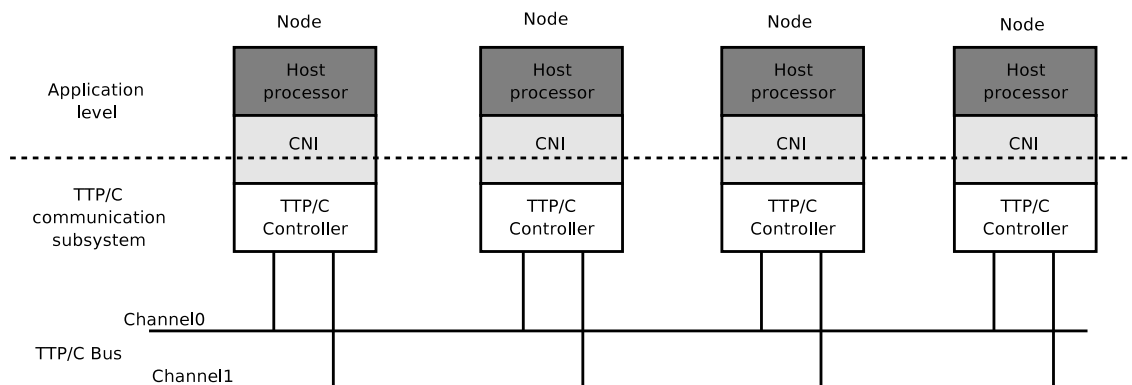 Node
Node
Node
Node
Application
level
Host
processor
Host
processor
Host
processor
Host
processor
CNI
CNI
CNI
CNI
TTP/C
communication
subsystem
TTP/C
Controller
TTP/C
Controller
TTP/C
Controller
TTP/C
Controller
Channel0
TTP/C Bus
Channel1